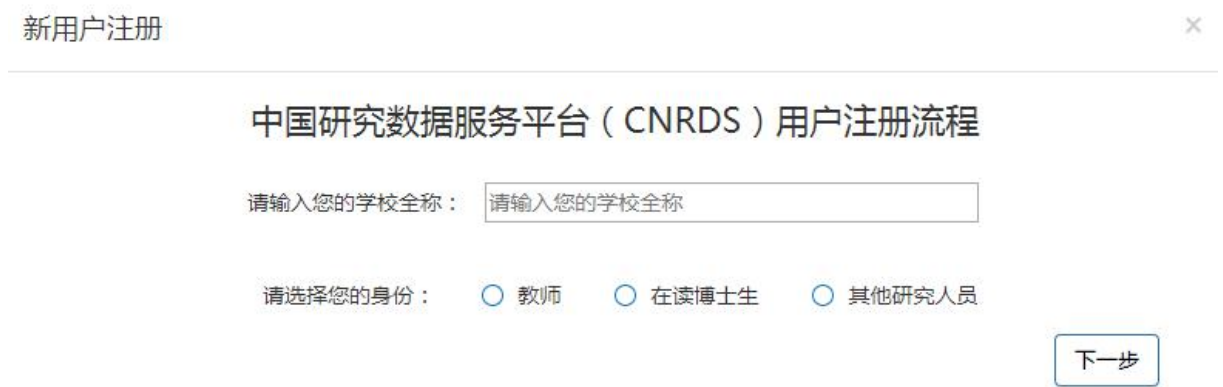 新用户注册 ×
中国研究数据服务平台（CNRDS）用户注册流程
请输入您的学校全称： 请输入您的学校全称
请选择您的身份： 教师 在读博士生 其他研究人员
下一步